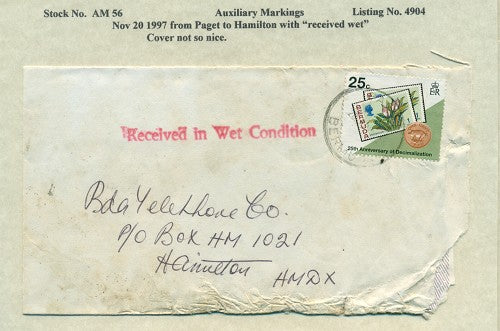 Stock No. AM 56 Auxiliary Markings Listing No. 4904
Nov 20 1997 from Paget to Hamilton with “received wet”
Cover not so nice.
25c
BERMUDA
25th Anniversary of Decimalization
Received in Wet Condition
Bda Telephone Co.
P/O Box HM 1021
Hamilton
HMDX